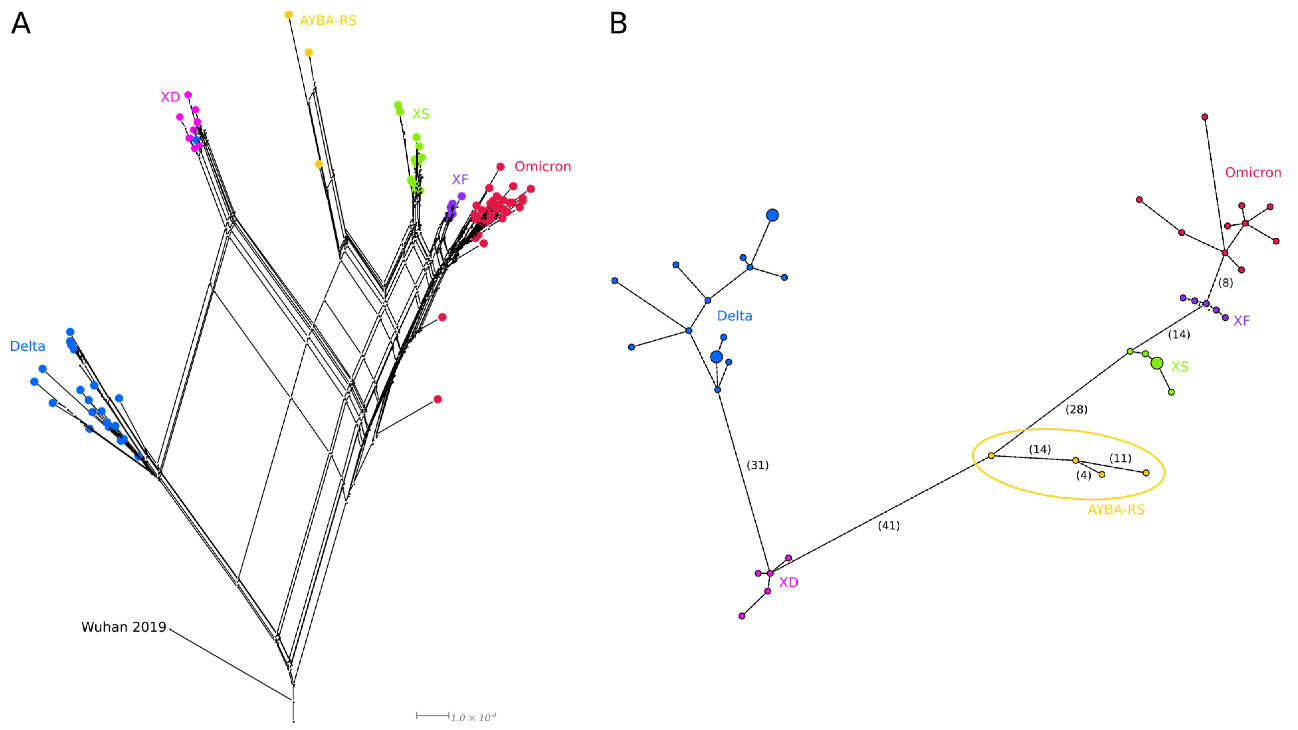 A
AYBA-RS
XD
XS
XF
Omicron
Delta
Wuhan 2019
1.0 × 10⁻⁴
B
Omicron
(8)
XF
(14)
XS
(28)
Delta
(14)
(11)
(4)
AYBA-RS
(31)
(41)
XD